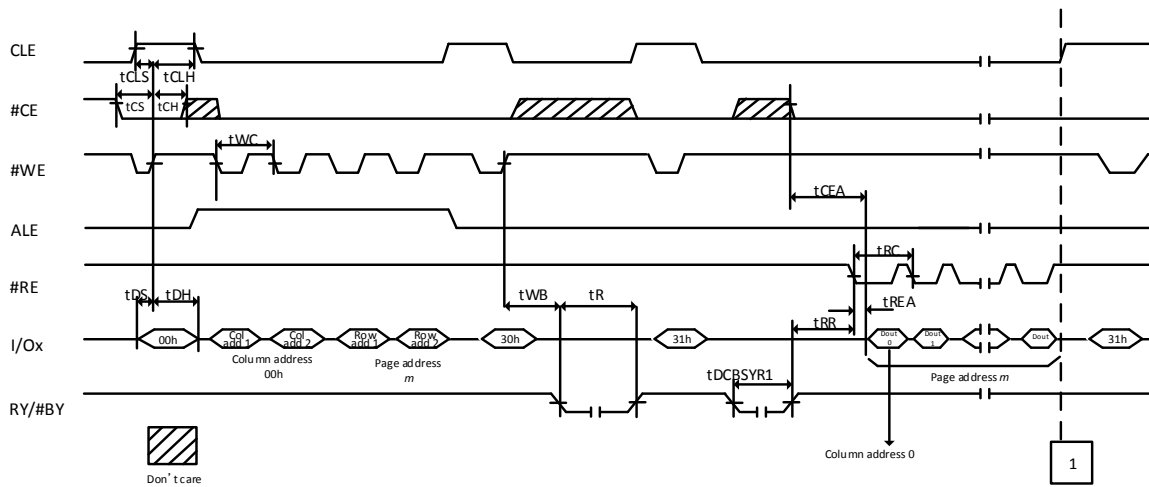 CLE
tCLS tCLH
#CE
tCS tCH
tWC
#WE
tCEA
ALE
tRC
#RE
tDS tDH
tWB tR
tREA
tRR
I/Ox
00h
Col add 1
Col add 2
Row add 1
Row add 2
30h
31h
Dout 0
Dout 1
Dout
31h
Column address
00h
Page address
m
tDCBSYR1
Page address m
RY/#BY
Column address 0
1
Don't care